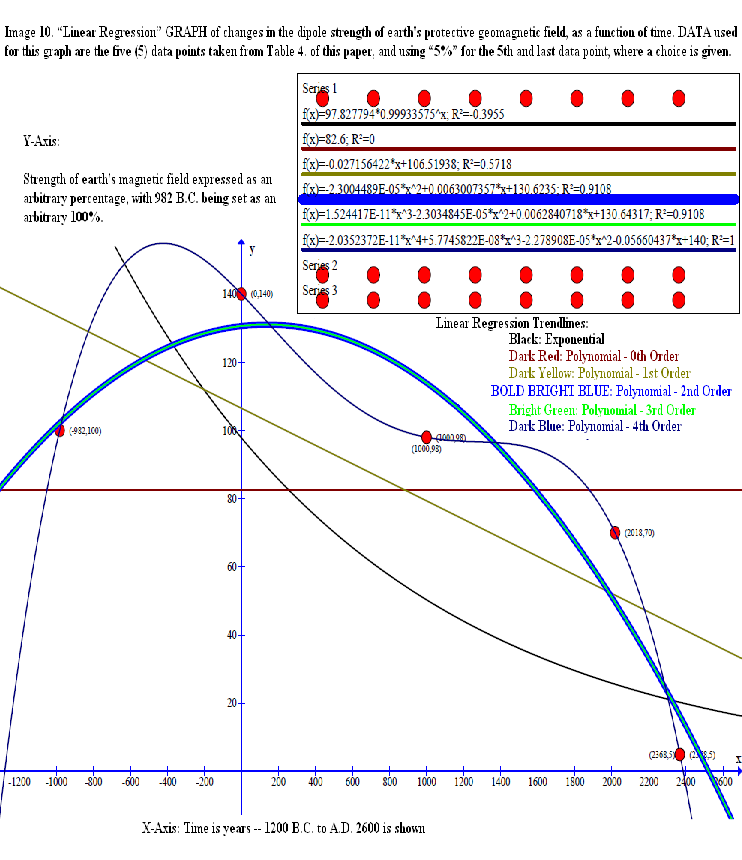 Image 10. “Linear Regression” GRAPH of changes in the dipole strength of earth's protective geomagnetic field, as a function of time. DATA used
for this graph are the five (5) data points taken from Table 4. of this paper, and using “5%” for the 5th and last data point, where a choice is given.
Series 1
f(x)=97.827794*0.99933575^x; R²=-0.3955
f(x)=82.6; R²=0
f(x)=-0.027156422*x+106.51938; R²=0.5718
f(x)=-2.3004489E-05*x^2+0.0063007357*x+130.6235; R²=0.9108
f(x)=1.524417E-11*x^3-2.3034845E-05*x^2+0.0062840718*x+130.64317; R²=0.9108
f(x)=-2.0352372E-11*x^4+5.7745822E-08*x^3-2.278908E-05*x^2-0.05660437*x+140; R²=1
Series 2
Series 3
Y-Axis:
Strength of earth's magnetic field expressed as an
arbitrary percentage, with 982 B.C. being set as an
arbitrary 100%.
Linear Regression Trendlines:
Black: Exponential
Dark Red: Polynomial - 0th Order
Dark Yellow: Polynomial - 1st Order
BOLD BRIGHT BLUE: Polynomial - 2nd Order
Bright Green: Polynomial - 3rd Order
Dark Blue: Polynomial - 4th Order
y
140
(0,140)
120
(-982,100)
100
(1000,98)
(1000,98)
80
(2018,70)
60
40
20
(2368,5)
x
-1200 -1000 -800 -600 -400 -200 200 400 600 800 1000 1200 1400 1600 1800 2000 2200 2400 2600
X-Axis: Time is years -- 1200 B.C. to A.D. 2600 is shown